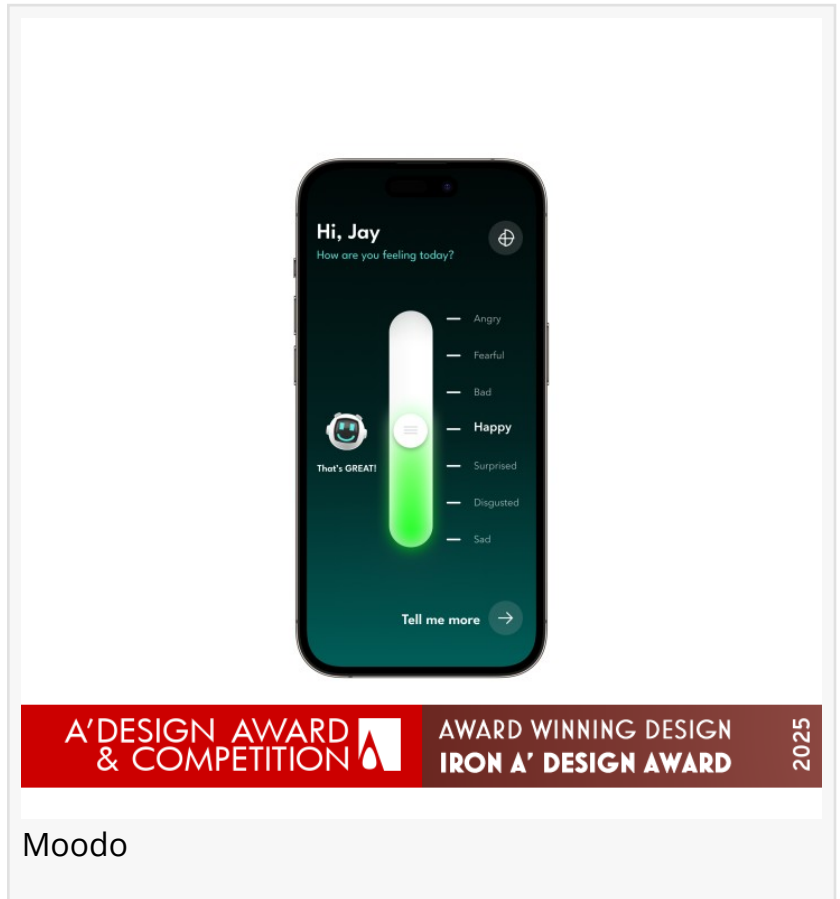 Hi, Jay
How are you feeling today?
Angry
Fearful
Bad
Happy
Surprised
Disgusted
Sad
That's GREAT!
Tell me more
A'DESIGN AWARD
& COMPETITION
AWARD WINNING DESIGN
IRON A' DESIGN AWARD
2025
Moodo